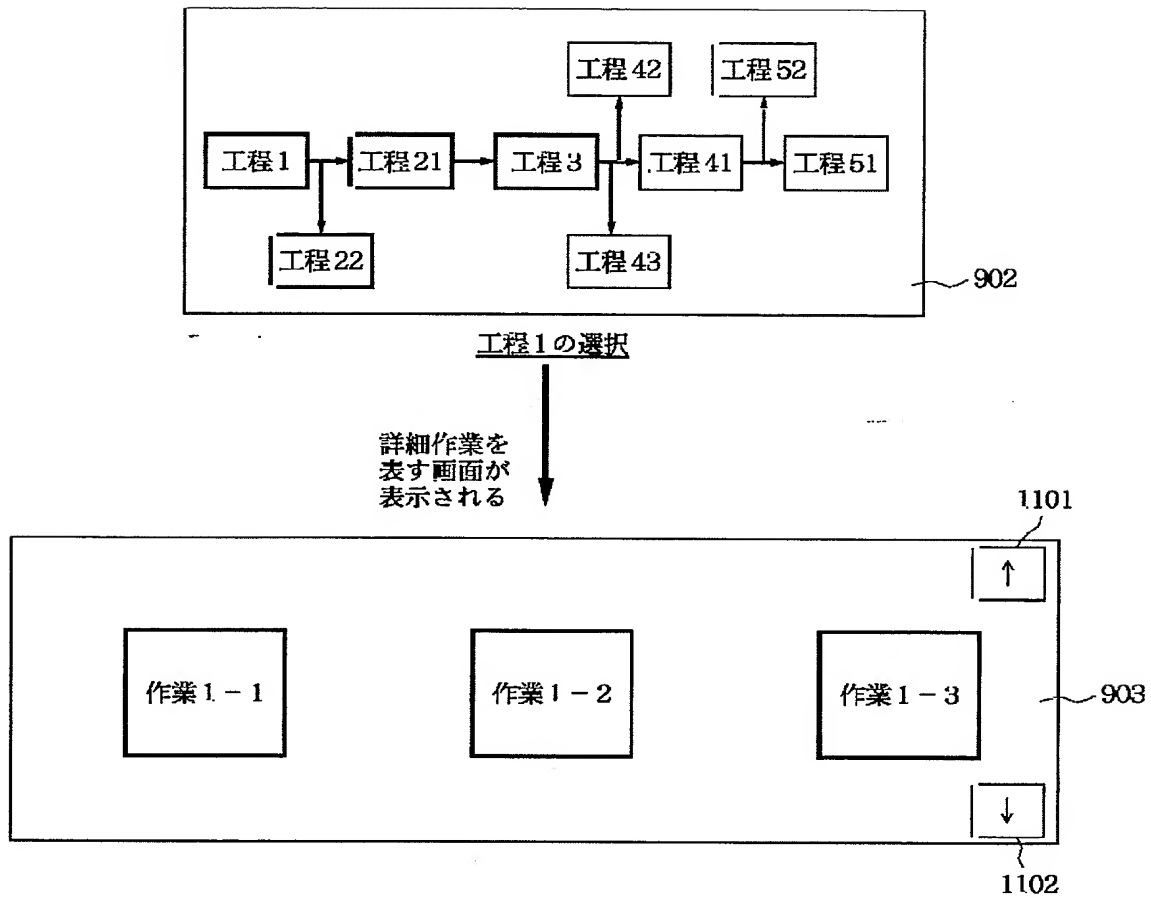 工程42
工程52
工程1
工程21
工程3
工程41
工程51
工程22
工程43
902
工程1の選択
詳細作業を
表す画面が
表示される
1101
↑
作業1-1
作業1-2
作業1-3
903
↓
1102